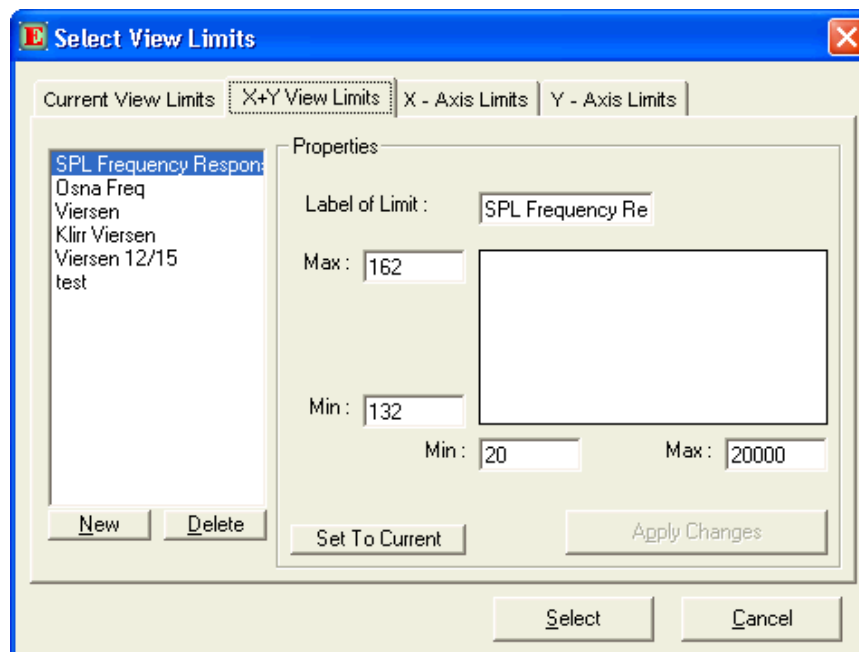 E Select View Limits
Current View Limits X+Y View Limits X - Axis Limits Y - Axis Limits
SPL Frequency Respons
Osna Freq
Viersen
Klirr Viersen
Viersen 12/15
test
New Delete
Properties
Label of Limit : SPL Frequency Re
Max : 162
Min : 132
Min : 20 Max : 20000
Set To Current Apply Changes
Select Cancel